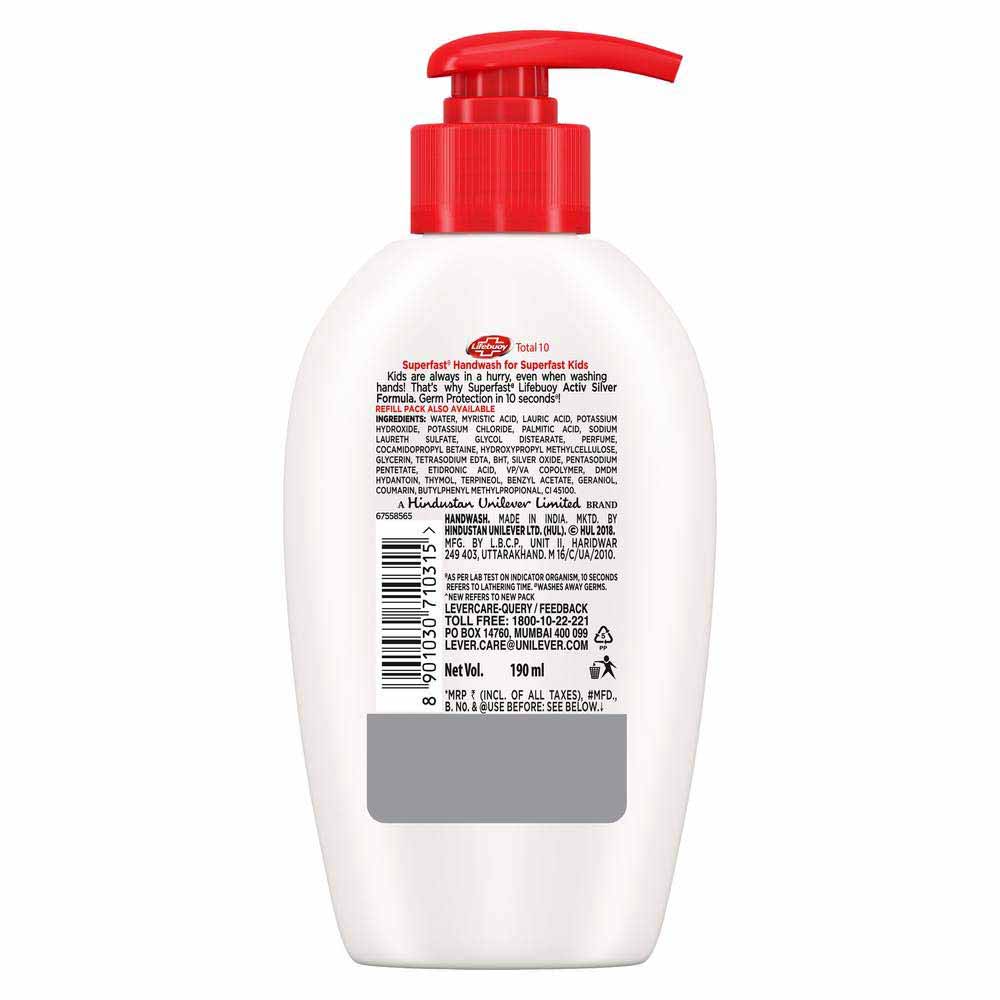 Lifebuoy Total 10
Superfast® Handwash for Superfast Kids
Kids are always in a hurry, even when washing
hands! That's why Superfast® Lifebuoy Activ Silver
Formula. Germ Protection in 10 seconds!
REFILL PACK ALSO AVAILABLE
INGREDIENTS: WATER, MYRISTIC ACID, LAURIC ACID, POTASSIUM
HYDROXIDE, POTASSIUM CHLORIDE, PALMITIC ACID, SODIUM
LAURETH SULFATE, GLYCOL DISTEARATE, PERFUME,
COCAMIDOPROPYL BETAINE, HYDROXYPROPYL METHYLCELLULOSE,
GLYCERIN, TETRASODIUM EDTA, BHT, SILVER OXIDE, PENTASODIUM
PENTETATE, ETIDRONIC ACID, VP/VA COPOLYMER, DMDM
HYDANTOIN, THYMOL, TERPINEOL, BENZYL ACETATE, GERANIOL,
COUMARIN, BUTYLPHENYL METHYLPROPIONAL, CI 45100.
A Hindustan Unilever Limited BRAND
67558565
HANDWASH. MADE IN INDIA. MKTD. BY
HINDUSTAN UNILEVER LTD. (HUL). © HUL 2018.
MFG. BY L.B.C.P., UNIT II, HARIDWAR
249 403, UTTARAKHAND. M 16/C/UA/2010.
AS PER LAB TEST ON INDICATOR ORGANISM, 10 SECONDS
REFERS TO LATHERING TIME. WASHES AWAY GERMS.
^NEW REFERS TO NEW PACK
LEVERCARE-QUERY / FEEDBACK
TOLL FREE: 1800-10-22-221
PO BOX 14760, MUMBAI 400 099
LEVER.CARE@UNILEVER.COM
5
PP
Net Vol. 190 ml
*MRP ₹ (INCL. OF ALL TAXES), #MFD.,
B. No. & @USE BEFORE: SEE BELOW.↓
8 901030 710315 >